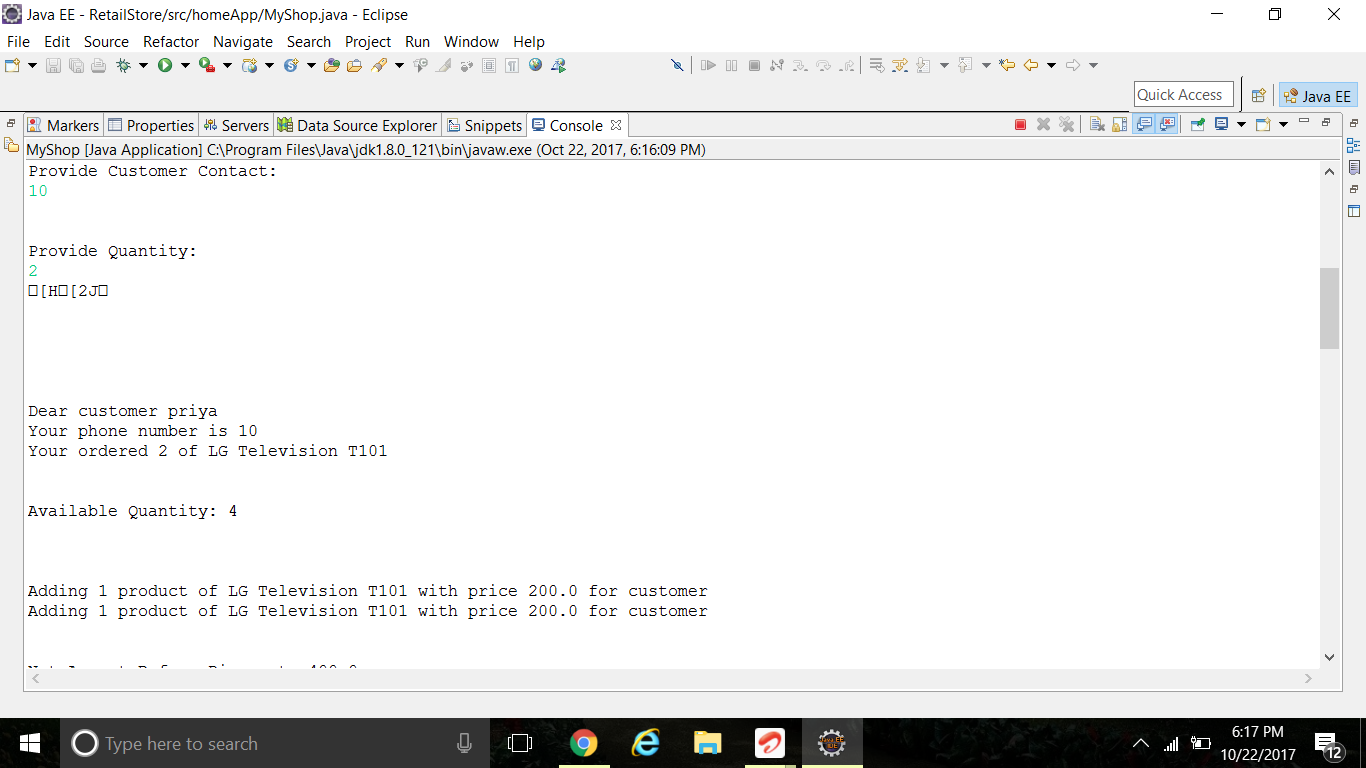 Java EE - RetailStore/src/homeApp/MyShop.java - Eclipse
File Edit Source Refactor Navigate Search Project Run Window Help
Quick Access
Java EE
Markers Properties Servers Data Source Explorer Snippets Console
MyShop [Java Application] C:\Program Files\Java\jdk1.8.0_121\bin\javaw.exe (Oct 22, 2017, 6:16:09 PM)
Provide Customer Contact:
10
Provide Quantity:
2
□[H□[2J□
Dear customer priya
Your phone number is 10
Your ordered 2 of LG Television T101
Available Quantity: 4
Adding 1 product of LG Television T101 with price 200.0 for customer
Adding 1 product of LG Television T101 with price 200.0 for customer
Type here to search
6:17 PM
10/22/2017
12